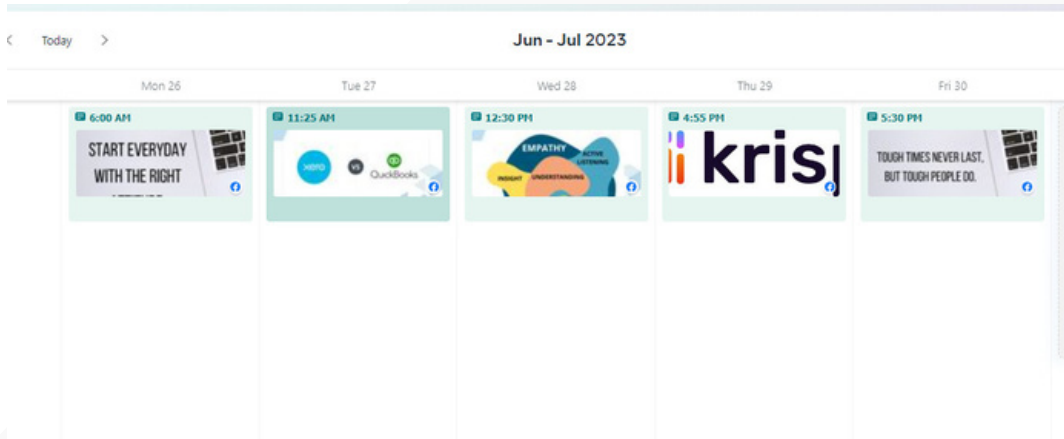 Today
Jun - Jul 2023
Mon 26
Tue 27
Wed 28
Thu 29
Fri 30
6:00 AM
START EVERYDAY
WITH THE RIGHT
11:25 AM
xero
VS
QuickBooks
12:30 PM
EMPATHY
ACTIVE
LISTENING
INSIGHT
UNDERSTANDING
4:55 PM
kris
5:30 PM
TOUGH TIMES NEVER LAST,
BUT TOUGH PEOPLE DO.